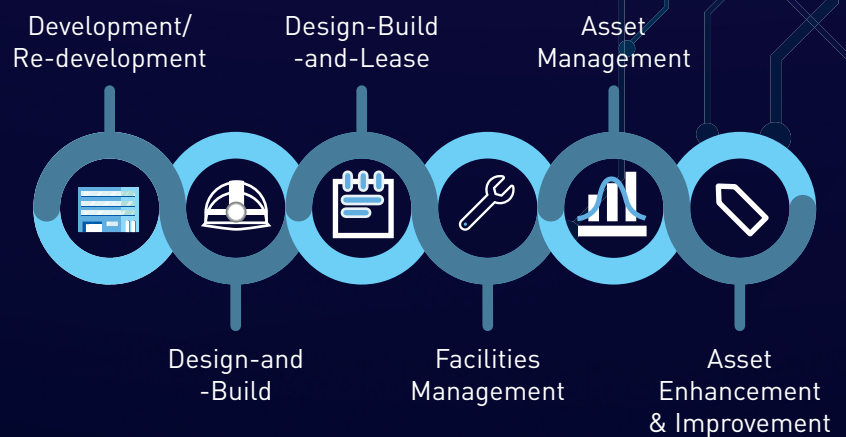 Development/
Re-development
Design-Build
-and-Lease
Asset
Management
Design-and
-Build
Facilities
Management
Asset
Enhancement
& Improvement